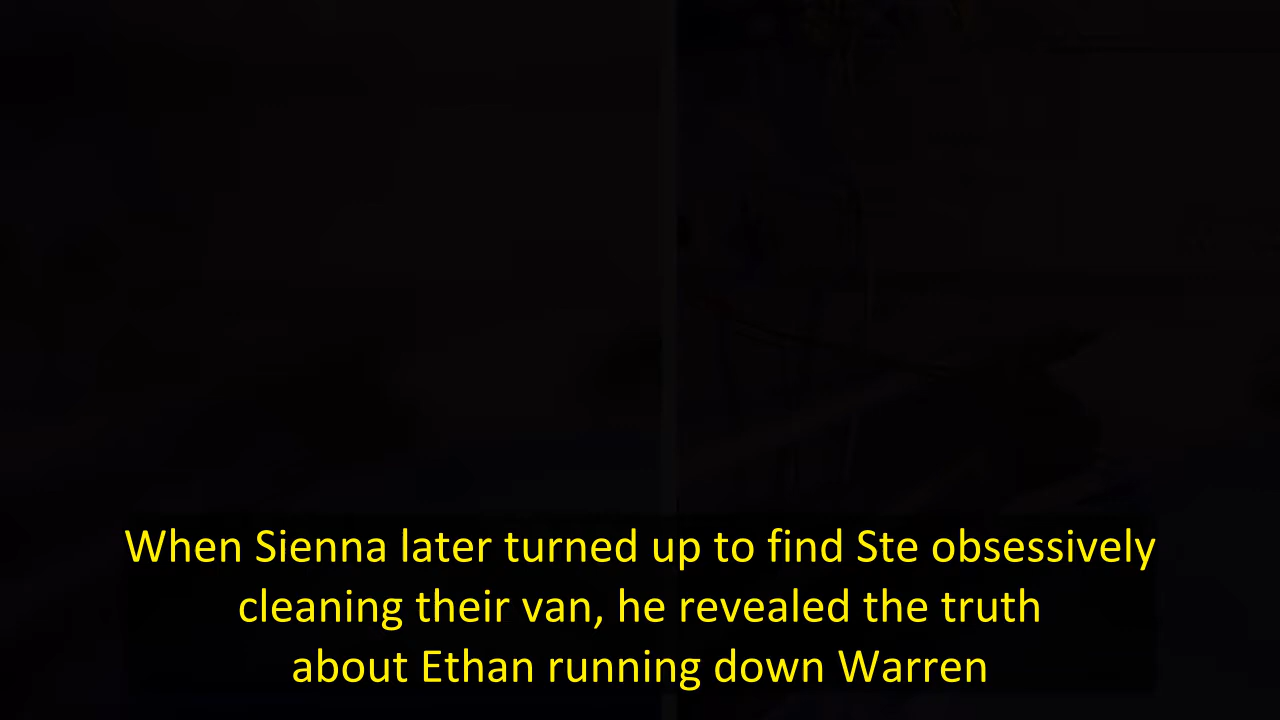 When Sienna later turned up to find Ste obsessively
cleaning their van, he revealed the truth
about Ethan running down Warren